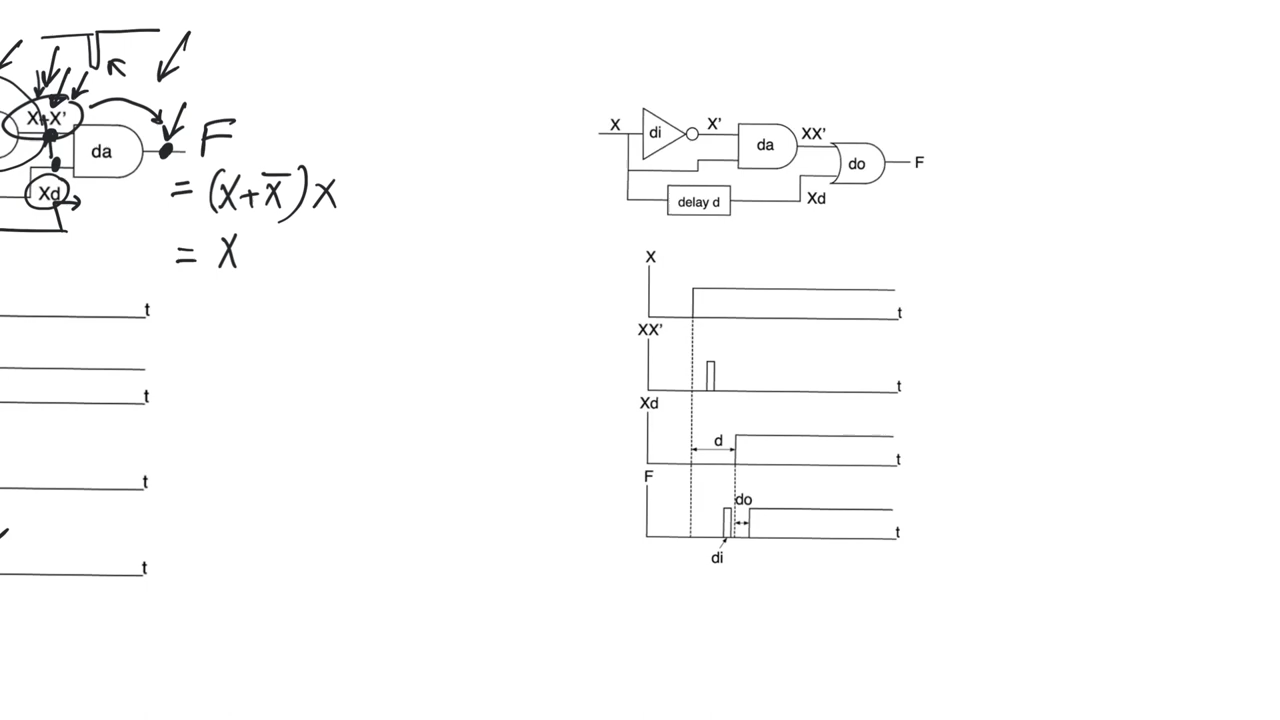 X+X'
da
F
Xd
= (X+X̅)X
= X
t
t
t
t
X
di
X'
da
XX'
do
F
delay d
Xd
X
t
XX'
t
Xd
d
t
F
do
t
di